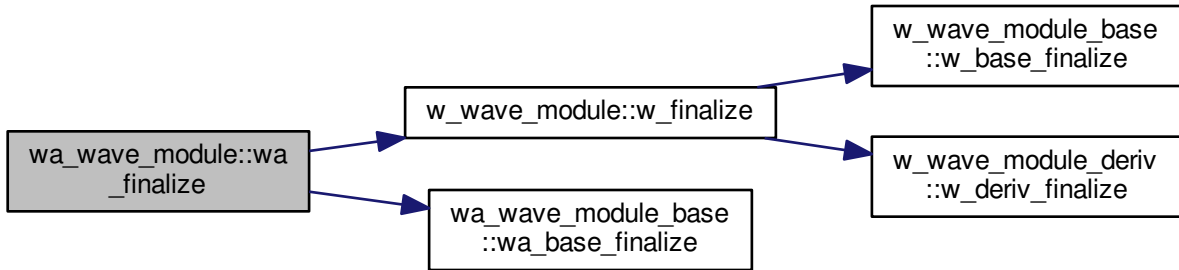 wa_wave_module::wa
_finalize
w_wave_module::w_finalize
wa_wave_module_base
::wa_base_finalize
w_wave_module_base
::w_base_finalize
w_wave_module_deriv
::w_deriv_finalize